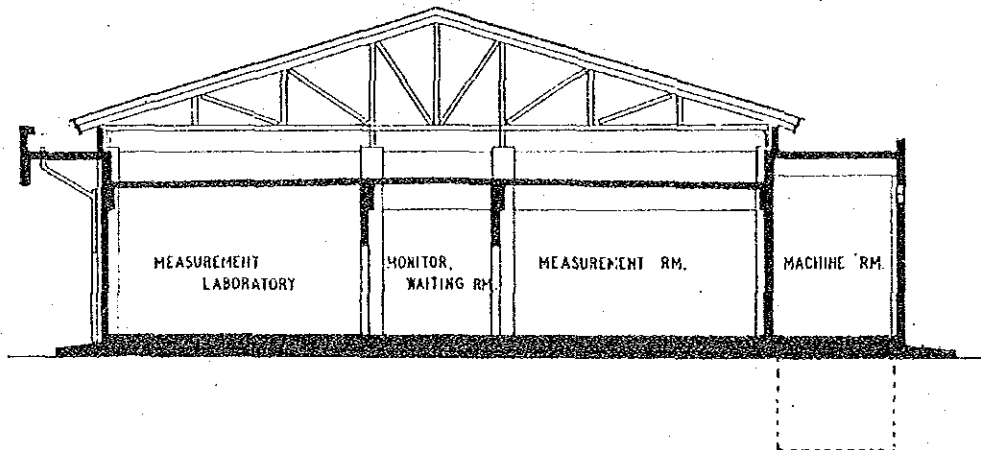 MEASUREMENT
LABORATORY
MONITOR,
WAITING RM.
MEASUREMENT RM.
MACHINE RM.